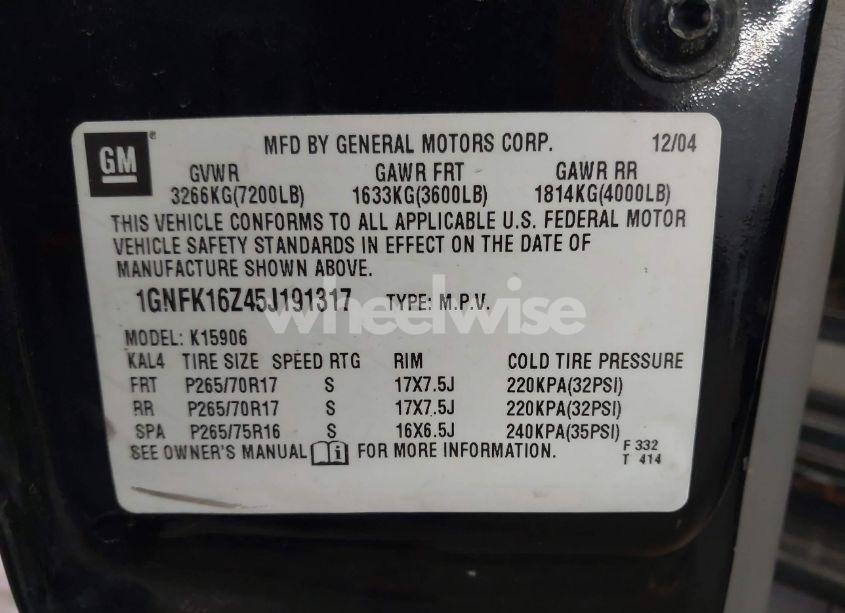 GM
MFD BY GENERAL MOTORS CORP. 12/04
GVWR GAWR FRT GAWR RR
3266KG(7200LB) 1633KG(3600LB) 1814KG(4000LB)
THIS VEHICLE CONFORMS TO ALL APPLICABLE U.S. FEDERAL MOTOR
VEHICLE SAFETY STANDARDS IN EFFECT ON THE DATE OF
MANUFACTURE SHOWN ABOVE.
1GNFK16Z45J191317 TYPE: M.P.V.
wheelwise
MODEL: K15906
KAL4 TIRE SIZE SPEED RTG RIM COLD TIRE PRESSURE
FRT P265/70R17 S 17X7.5J 220KPA(32PSI)
RR P265/70R17 S 17X7.5J 220KPA(32PSI)
SPA P265/75R16 S 16X6.5J 240KPA(35PSI)
SEE OWNER'S MANUAL i FOR MORE INFORMATION.
F 332
T 414